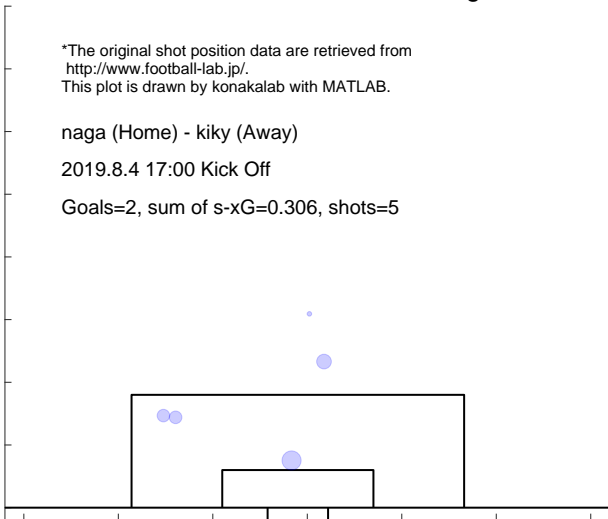 *The original shot position data are retrieved from
http://www.football-lab.jp/.
This plot is drawn by konakalab with MATLAB.
naga (Home) - kiky (Away)
2019.8.4 17:00 Kick Off
Goals=2, sum of s-xG=0.306, shots=5